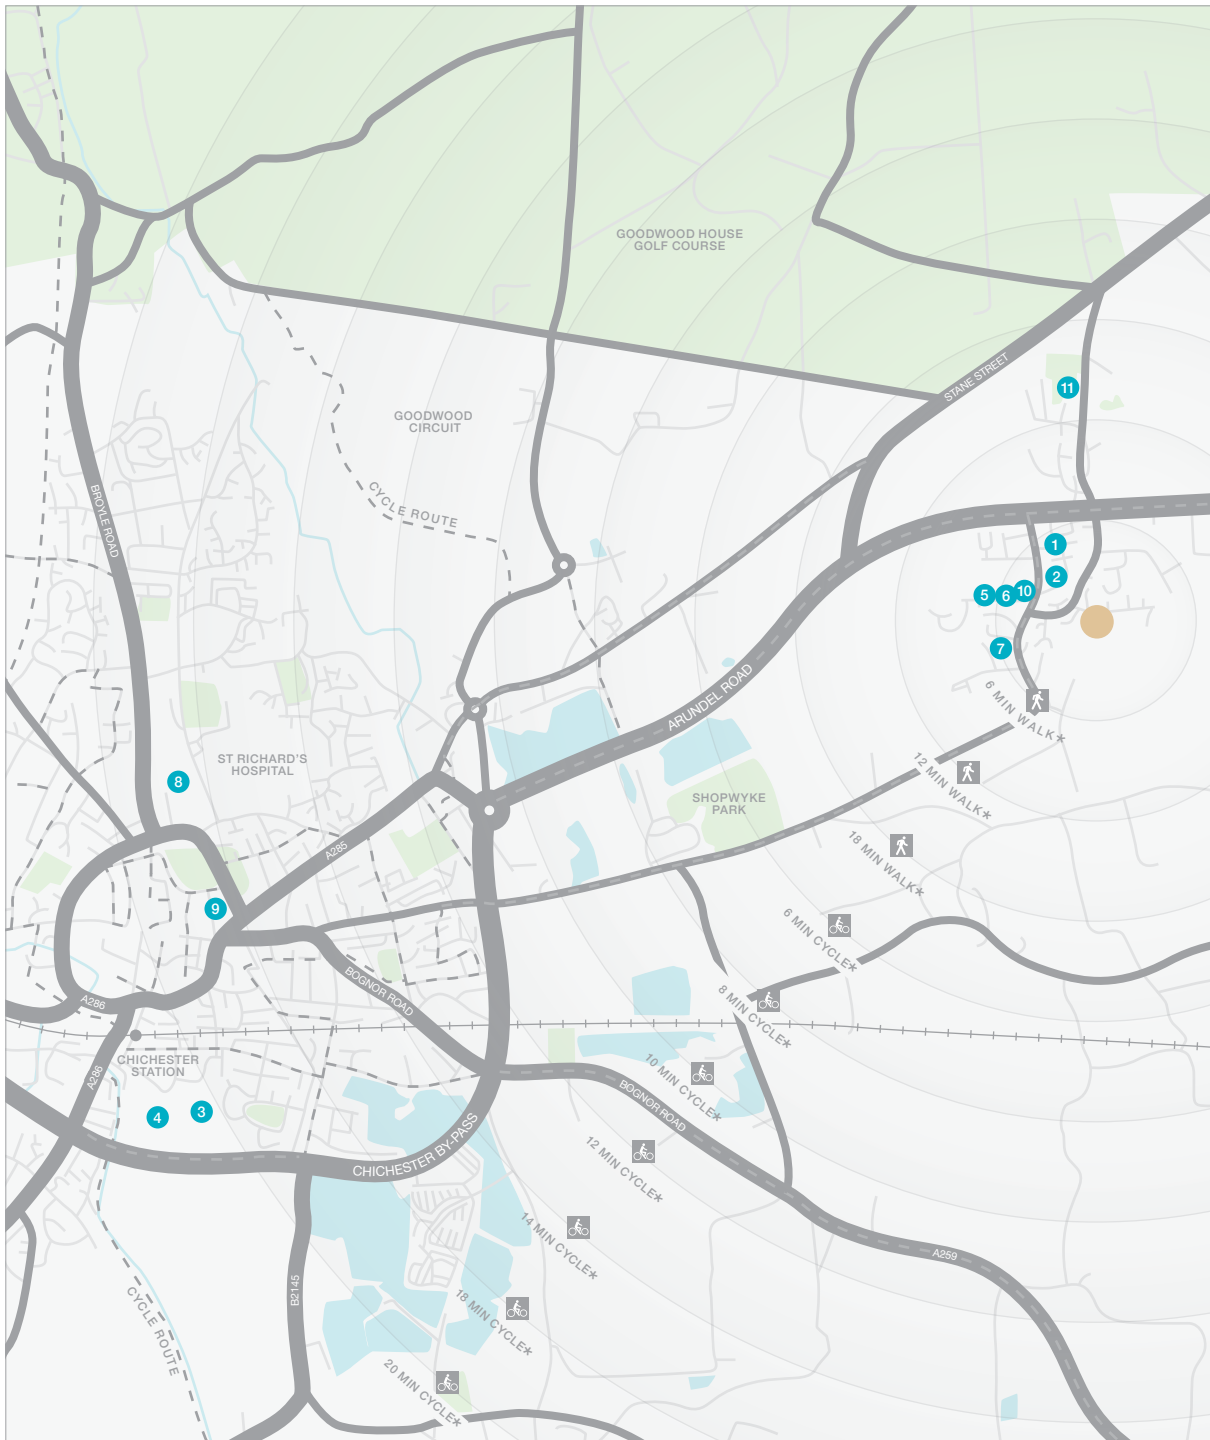 GOODWOOD HOUSE
GOLF COURSE
STANE STREET
11
GOODWOOD
CIRCUIT
CYCLE ROUTE
BROYLE ROAD
1
2
5
6
10
7
ARUNDEL ROAD
6 MIN WALK*
ST RICHARD'S
HOSPITAL
8
12 MIN WALK*
SHOPWYKE
PARK
18 MIN WALK*
A285
9
6 MIN CYCLE*
BOGNOR ROAD
A286
8 MIN CYCLE*
CHICHESTER
STATION
A286
10 MIN CYCLE*
BOGNOR ROAD
4
3
CHICHESTER BY-PASS
12 MIN CYCLE*
14 MIN CYCLE*
A259
B2145
CYCLE ROUTE
18 MIN CYCLE*
20 MIN CYCLE*